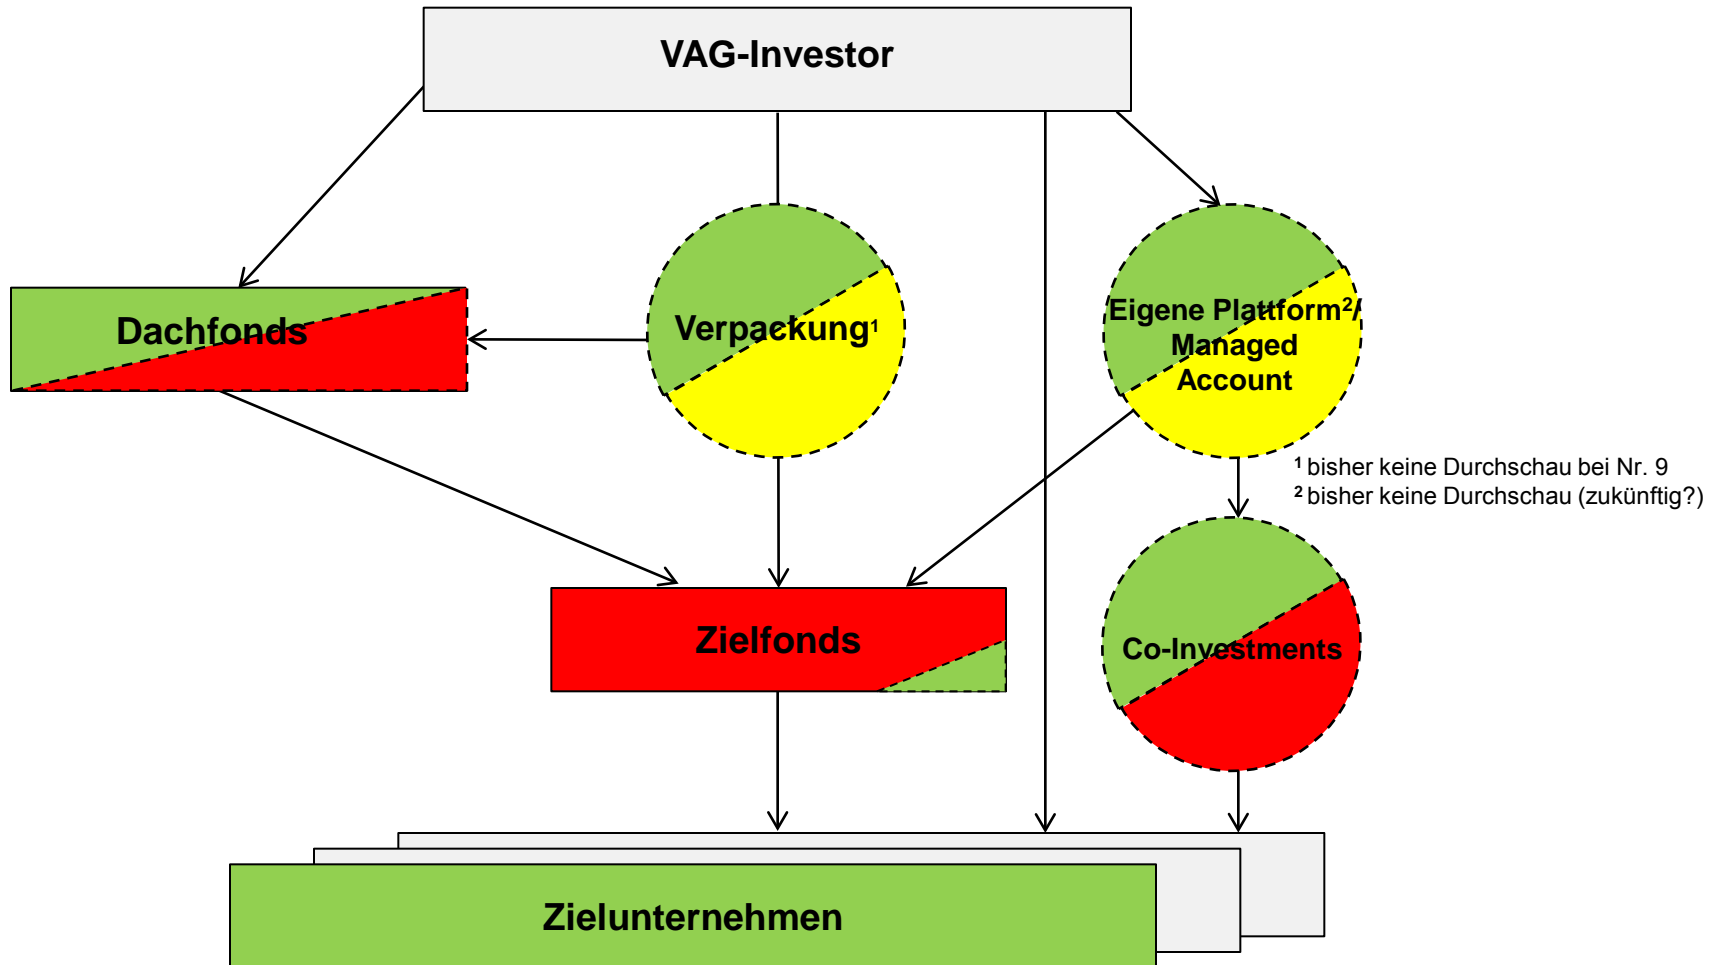 VAG-Investor
Dachfonds
Verpackung¹
Eigene Plattform²/
Managed
Account
¹ bisher keine Durchschau bei Nr. 9
² bisher keine Durchschau (zukünftig?)
Zielfonds
Co-Investments
Zielunternehmen